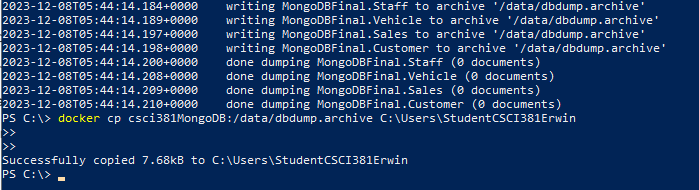 2023-12-08T05:44:14.184+0000 writing MongoDBFinal.Staff to archive '/data/dbdump.archive'
2023-12-08T05:44:14.189+0000 writing MongoDBFinal.Vehicle to archive '/data/dbdump.archive'
2023-12-08T05:44:14.197+0000 writing MongoDBFinal.Sales to archive '/data/dbdump.archive'
2023-12-08T05:44:14.198+0000 writing MongoDBFinal.Customer to archive '/data/dbdump.archive'
2023-12-08T05:44:14.200+0000 done dumping MongoDBFinal.Staff (0 documents)
2023-12-08T05:44:14.208+0000 done dumping MongoDBFinal.Vehicle (0 documents)
2023-12-08T05:44:14.209+0000 done dumping MongoDBFinal.Sales (0 documents)
2023-12-08T05:44:14.210+0000 done dumping MongoDBFinal.Customer (0 documents)
PS C:\> docker cp csci381MongoDB:/data/dbdump.archive C:\Users\StudentCSCI381Erwin
>>
>>
Successfully copied 7.68kB to C:\Users\StudentCSCI381Erwin
PS C:\> _